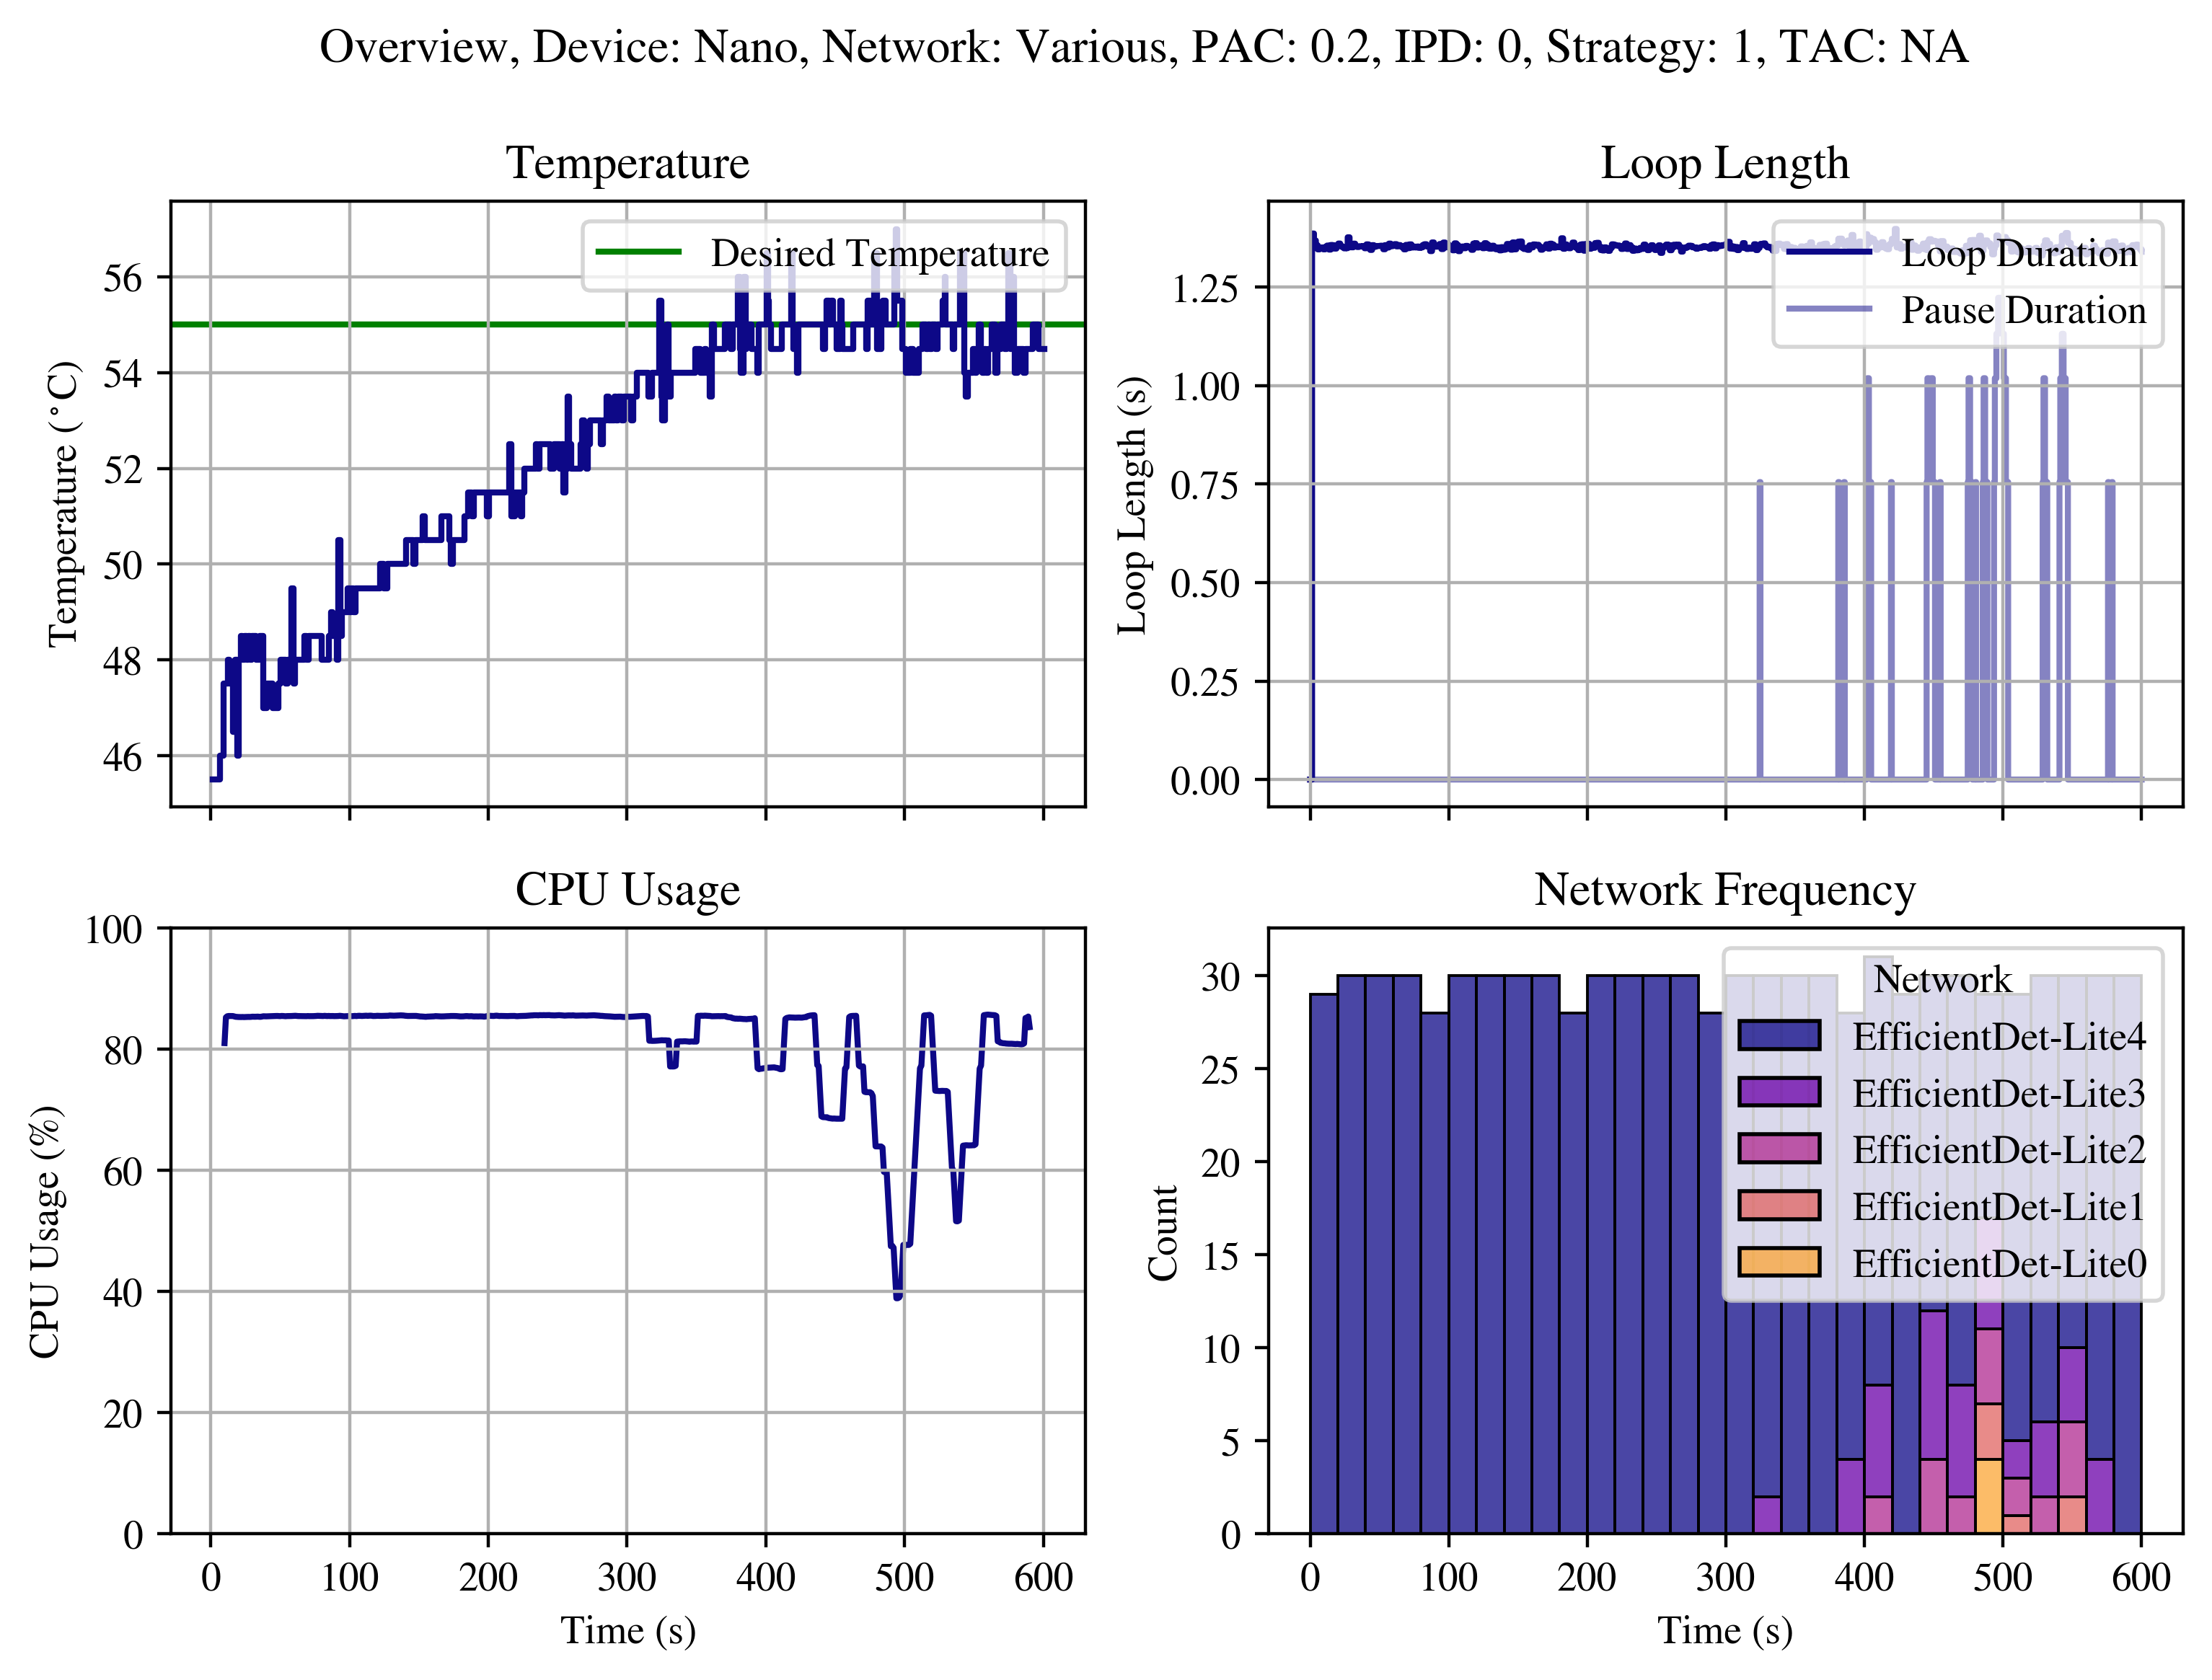 Overview, Device: Nano, Network: Various, PAC: 0.2, IPD: 0, Strategy: 1, TAC: NA
Temperature
Temperature (°C)
56
54
52
50
48
46
Desired Temperature
Loop Length
Loop Length (s)
1.25
1.00
0.75
0.50
0.25
0.00
Loop Duration
Pause Duration
CPU Usage
CPU Usage (%)
100
80
60
40
20
0
0 100 200 300 400 500 600
Time (s)
Network Frequency
Count
30
25
20
15
10
5
0
Network
EfficientDet-Lite4
EfficientDet-Lite3
EfficientDet-Lite2
EfficientDet-Lite1
EfficientDet-Lite0
0 100 200 300 400 500 600
Time (s)